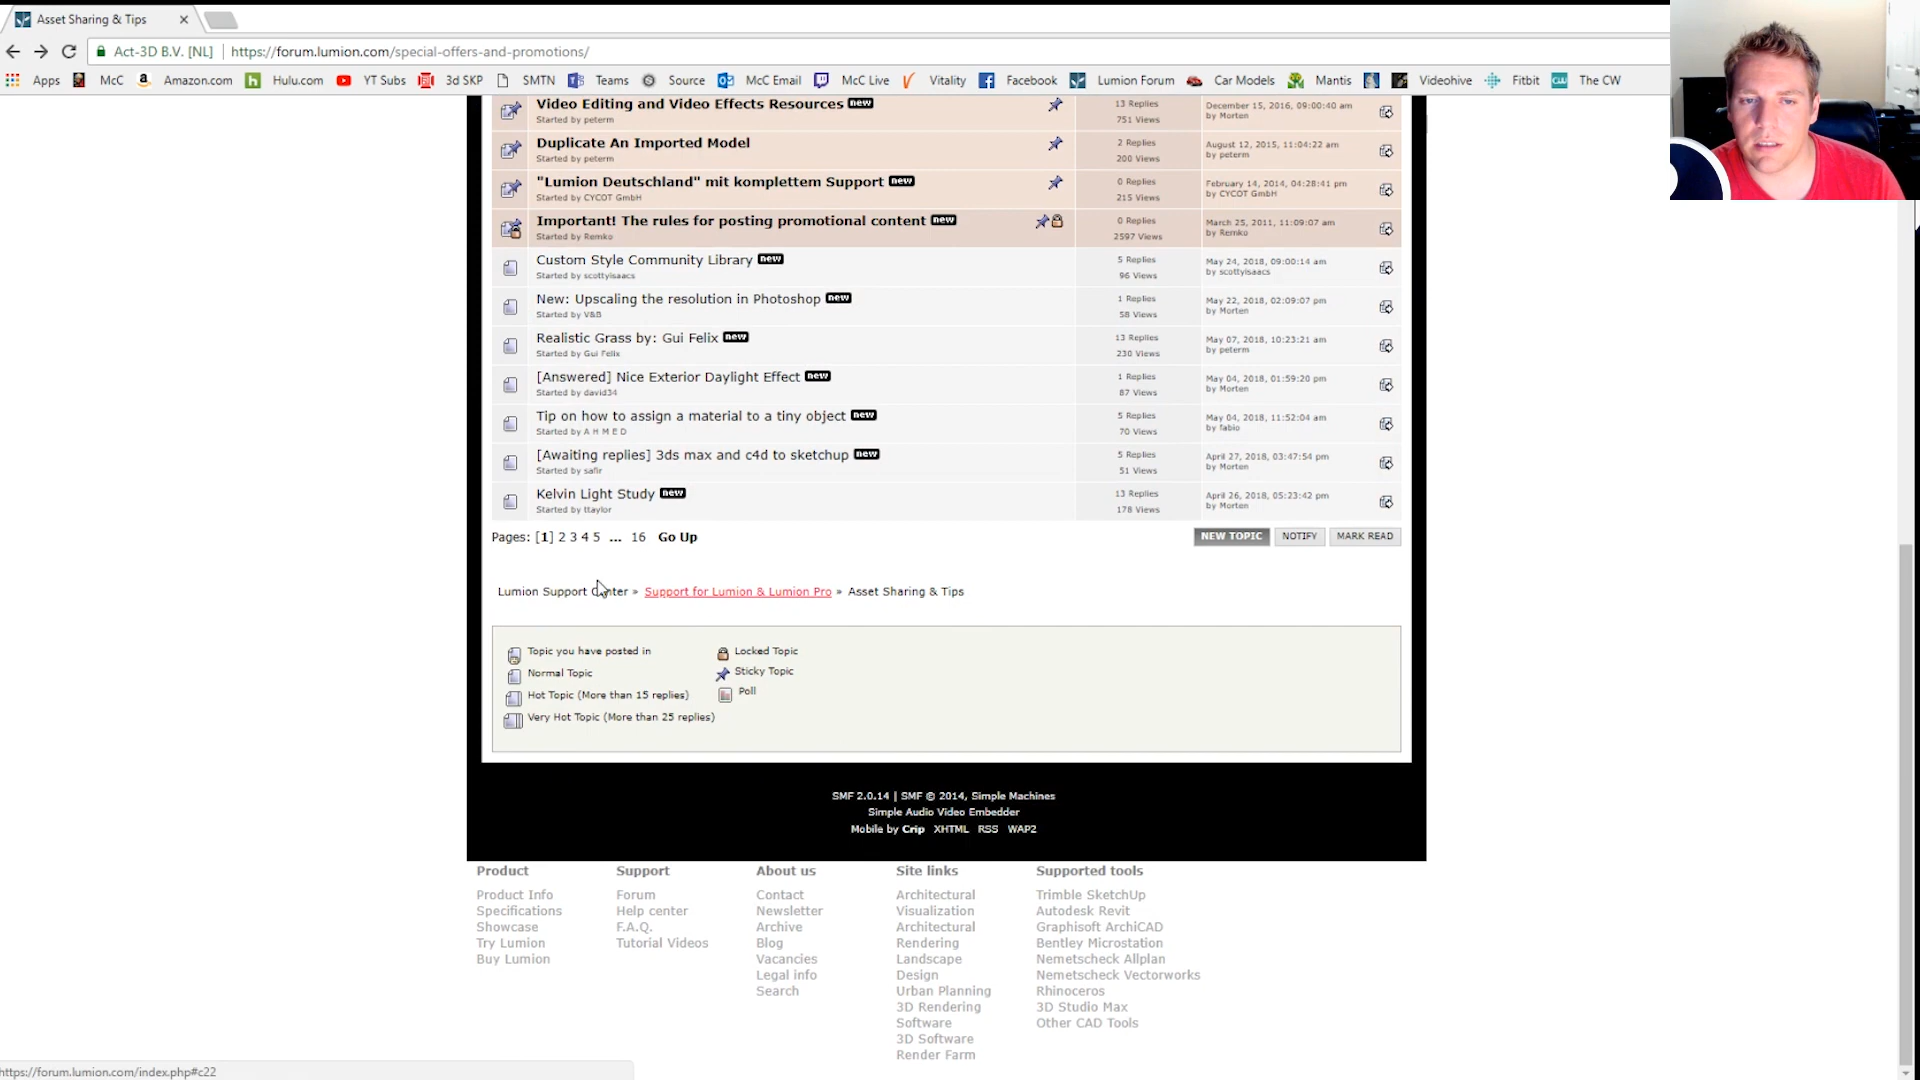 Asset Sharing & Tips
Act-3D B.V. [NL] https://forum.lumion.com/special-offers-and-promotions/
Apps McC Amazon.com Hulu.com YT Subs 3d SKP SMTN Teams Source McC Email McC Live Vitality Facebook Lumion Forum Car Models Mantis Videohive Fitbit The CW
Video Editing and Video Effects Resources new
Started by peterm
13 Replies
751 Views
December 15, 2016, 09:00:40 am
by Morten
Duplicate An Imported Model
Started by peterm
2 Replies
200 Views
August 12, 2015, 11:04:22 am
by peterm
"Lumion Deutschland" mit komplettem Support new
Started by CYCOT GmbH
0 Replies
215 Views
February 14, 2014, 04:28:41 pm
by CYCOT GmbH
Important! The rules for posting promotional content new
Started by Remko
0 Replies
2597 Views
March 25, 2011, 11:09:07 am
by Remko
Custom Style Community Library new
Started by scottyisaacs
5 Replies
96 Views
May 24, 2018, 09:00:14 am
by scottyisaacs
New: Upscaling the resolution in Photoshop new
Started by V&B
1 Replies
58 Views
May 22, 2018, 02:09:07 pm
by Morten
Realistic Grass by: Gui Felix new
Started by Gui Felix
13 Replies
230 Views
May 07, 2018, 10:23:21 am
by peterm
[Answered] Nice Exterior Daylight Effect new
Started by david34
1 Replies
87 Views
May 04, 2018, 01:59:20 pm
by Morten
Tip on how to assign a material to a tiny object new
Started by A H M E D
5 Replies
70 Views
May 04, 2018, 11:52:04 am
by fabio
[Awaiting replies] 3ds max and c4d to sketchup new
Started by safir
5 Replies
51 Views
April 27, 2018, 03:47:54 pm
by Morten
Kelvin Light Study new
Started by ttaylor
13 Replies
178 Views
April 26, 2018, 05:23:42 pm
by Morten
Pages: [1] 2 3 4 5 ... 16 Go Up
NEW TOPIC NOTIFY MARK READ
Lumion Support Center » Support for Lumion & Lumion Pro » Asset Sharing & Tips
Topic you have posted in
Normal Topic
Hot Topic (More than 15 replies)
Very Hot Topic (More than 25 replies)
Locked Topic
Sticky Topic
Poll
SMF 2.0.14 | SMF © 2014, Simple Machines
Simple Audio Video Embedder
Mobile by Crip XHTML RSS WAP2
Product
Product Info
Specifications
Showcase
Try Lumion
Buy Lumion
Support
Forum
Help center
F.A.Q.
Tutorial Videos
About us
Contact
Newsletter
Archive
Blog
Vacancies
Legal info
Search
Site links
Architectural
Visualization
Architectural
Rendering
Landscape
Design
Urban Planning
3D Rendering
Software
3D Software
Render Farm
Supported tools
Trimble SketchUp
Autodesk Revit
Graphisoft ArchiCAD
Bentley Microstation
Nemetscheck Allplan
Nemetscheck Vectorworks
Rhinoceros
3D Studio Max
Other CAD Tools
https://forum.lumion.com/index.php#c22